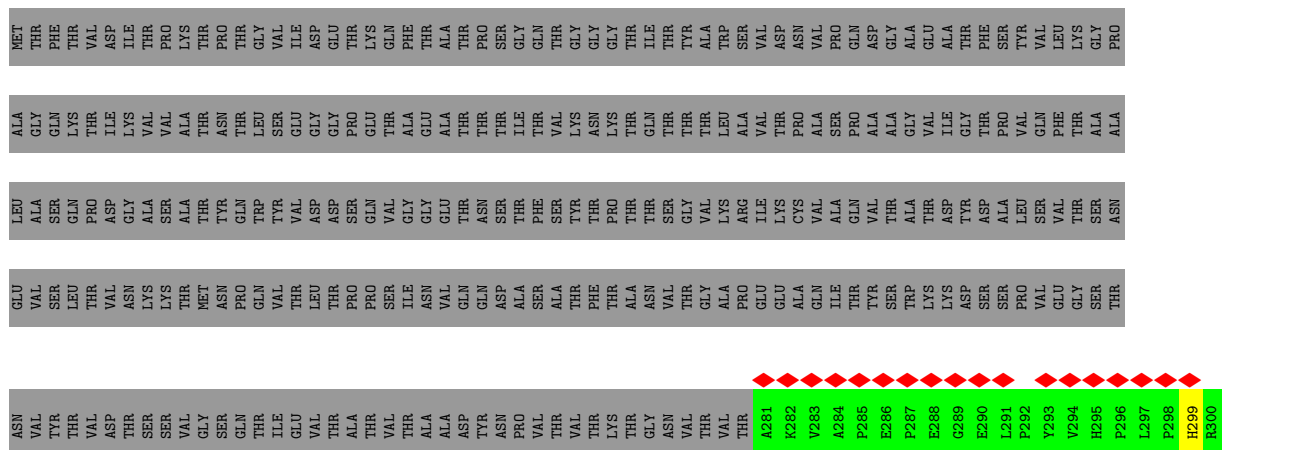 MET THR PHE THR VAL ASP ILE THR PRO LYS THR PRO THR GLY VAL ILE ASP GLU THR LYS GLN PHE THR ALA THR PRO SER GLY GLN THR GLY GLY GLY THR ILE THR TYR ALA TRP SER VAL ASP ASN VAL PRO GLN ASP GLY ALA GLU ALA THR PHE SER TYR VAL LEU LYS GLY PRO
ALA GLY GLN LYS THR ILE LYS VAL VAL ALA THR ASN THR LEU SER GLU GLY GLY PRO GLU THR ALA GLU ALA THR THR THR ILE THR VAL LYS ASN LYS THR GLN THR THR THR LEU ALA VAL THR PRO ALA SER PRO ALA ALA GLY VAL ILE GLY THR PRO VAL GLN PHE THR ALA ALA
LEU ALA SER GLN PRO ASP GLY ALA SER ALA THR TYR GLN TRP TYR VAL ASP ASP SER GLN VAL GLY GLY GLU THR ASN SER THR PHE SER TYR THR PRO THR THR SER GLY VAL LYS ARG ILE LYS CYS VAL ALA GLN VAL THR ALA THR ASP TYR ASP ALA LEU SER VAL THR SER ASN
GLU VAL SER LEU THR VAL ASN LYS LYS THR MET ASN PRO GLN VAL THR LEU THR PRO PRO SER ILE ASN VAL GLN GLN ASP ALA SER ALA THR PHE THR ALA ASN VAL THR GLY ALA PRO GLU GLU ALA GLN ILE THR TYR SER TRP LYS LYS ASP SER SER PRO VAL GLU GLY SER THR
ASN VAL TYR THR VAL ASP THR SER SER VAL GLY SER GLN THR ILE GLU VAL THR ALA THR VAL THR ALA ALA ASP TYR ASN PRO VAL THR VAL THR LYS THR GLY ASN VAL THR VAL THR A281 K282 V283 A284 P285 E286 P287 E288 G289 E290 L291 P292 Y293 V294 H295 P296 L297 P298 H299 R300